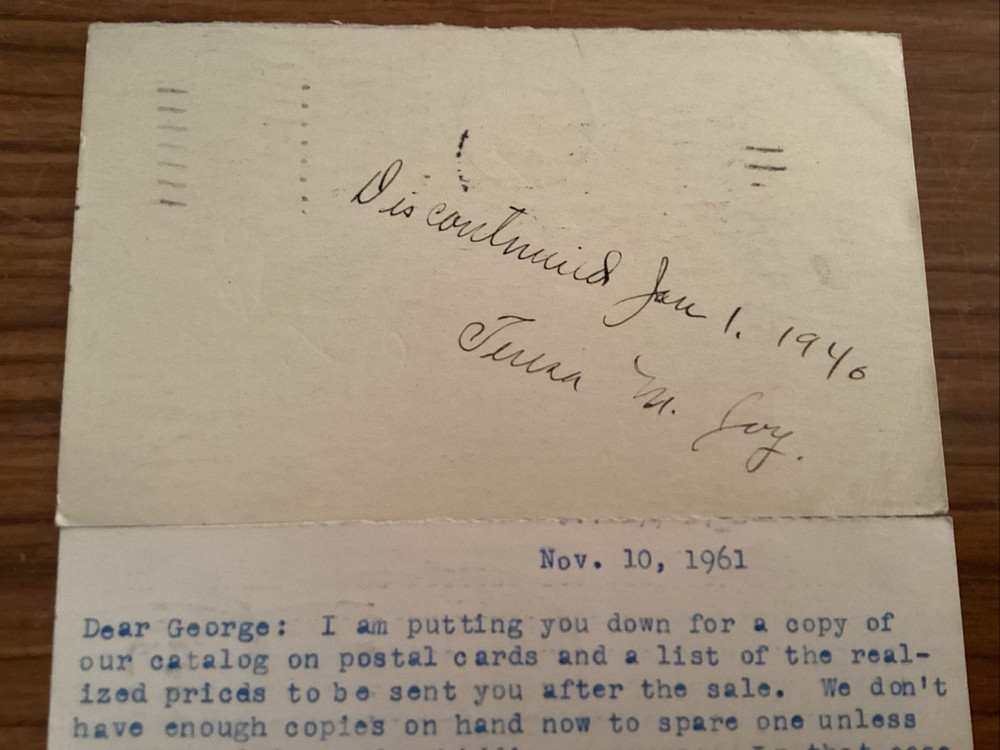 Discontinued Jan 1. 1946
M. Joy.
Nov. 10, 1961
Dear George: I am putting you down for a copy of
our catalog on postal cards and a list of the real-
ized prices to be sent you after the sale. We don't
have enough copies on hand now to spare one unless